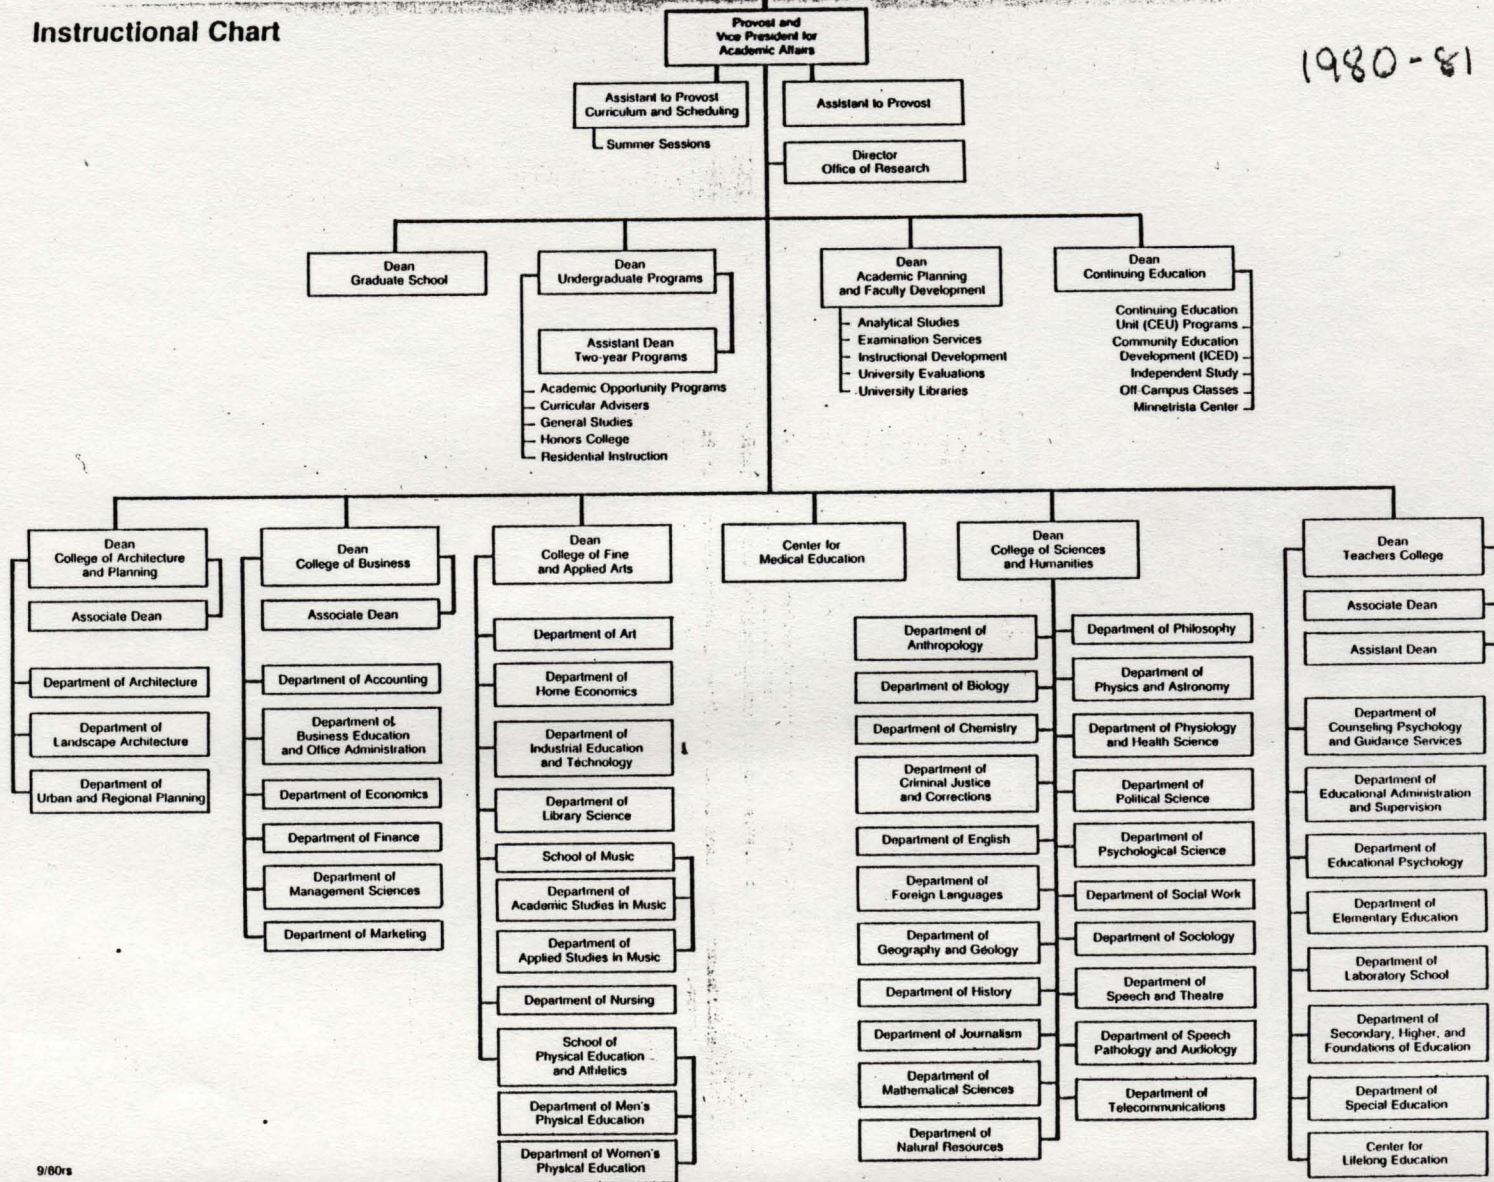 Instructional Chart
1980-81
Provost and
Vice President for
Academic Affairs
Assistant to Provost
Curriculum and Scheduling
Summer Sessions
Assistant to Provost
Director
Office of Research
Dean
Graduate School
Dean
Undergraduate Programs
Assistant Dean
Two-year Programs
Academic Opportunity Programs
Curricular Advisers
General Studies
Honors College
Residential Instruction
Dean
Academic Planning
and Faculty Development
Analytical Studies
Examination Services
Instructional Development
University Evaluations
University Libraries
Dean
Continuing Education
Continuing Education
Unit (CEU) Programs
Community Education
Development (ICED)
Independent Study
Off-Campus Classes
Minnetrista Center
Dean
College of Architecture
and Planning
Associate Dean
Department of Architecture
Department of
Landscape Architecture
Department of
Urban and Regional Planning
Dean
College of Business
Associate Dean
Department of Accounting
Department of
Business Education
and Office Administration
Department of Economics
Department of Finance
Department of
Management Sciences
Department of Marketing
Dean
College of Fine
and Applied Arts
Department of Art
Department of
Home Economics
Department of
Industrial Education
and Technology
Department of
Library Science
School of Music
Department of
Academic Studies in Music
Department of
Applied Studies in Music
Department of Nursing
School of
Physical Education
and Athletics
Department of Men's
Physical Education
Department of Women's
Physical Education
Center for
Medical Education
Dean
College of Sciences
and Humanities
Department of
Anthropology
Department of Biology
Department of Chemistry
Department of
Criminal Justice
and Corrections
Department of English
Department of
Foreign Languages
Department of
Geography and Geology
Department of History
Department of Journalism
Department of
Mathematical Sciences
Department of
Natural Resources
Department of Philosophy
Department of
Physics and Astronomy
Department of Physiology
and Health Science
Department of
Political Science
Department of
Psychological Science
Department of Social Work
Department of Sociology
Department of
Speech and Theatre
Department of Speech
Pathology and Audiology
Department of
Telecommunications
Dean
Teachers College
Associate Dean
Assistant Dean
Department of
Counseling Psychology
and Guidance Services
Department of
Educational Administration
and Supervision
Department of
Educational Psychology
Department of
Elementary Education
Department of
Laboratory School
Department of
Secondary, Higher, and
Foundations of Education
Department of
Special Education
Center for
Lifelong Education
9/80rs